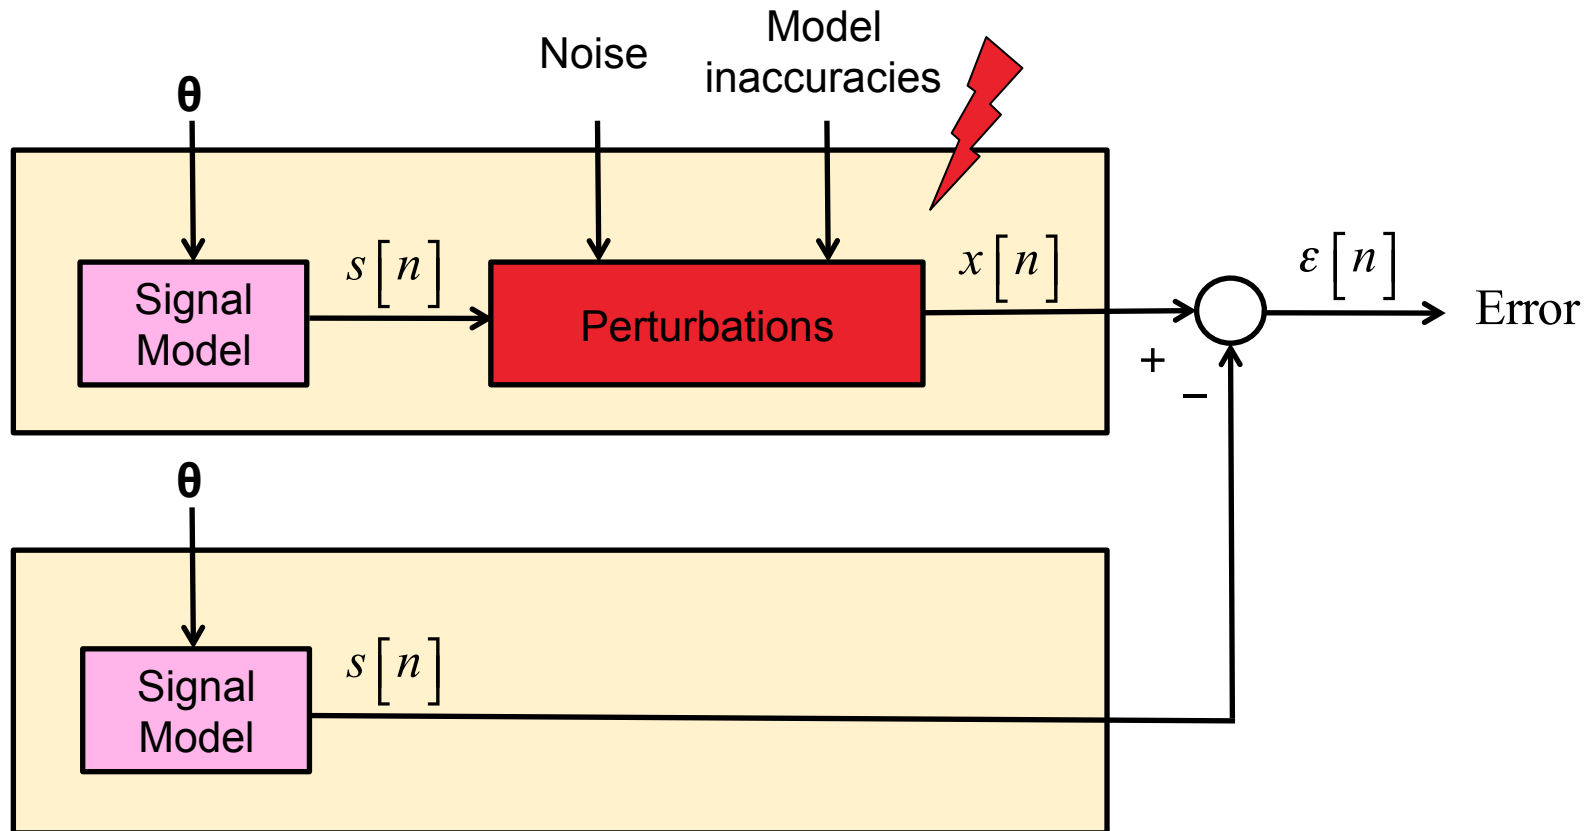 Noise
Model
inaccuracies
θ
s[n]
x[n]
ε[n]
Signal
Model
Perturbations
Error
+
−
θ
s[n]
Signal
Model